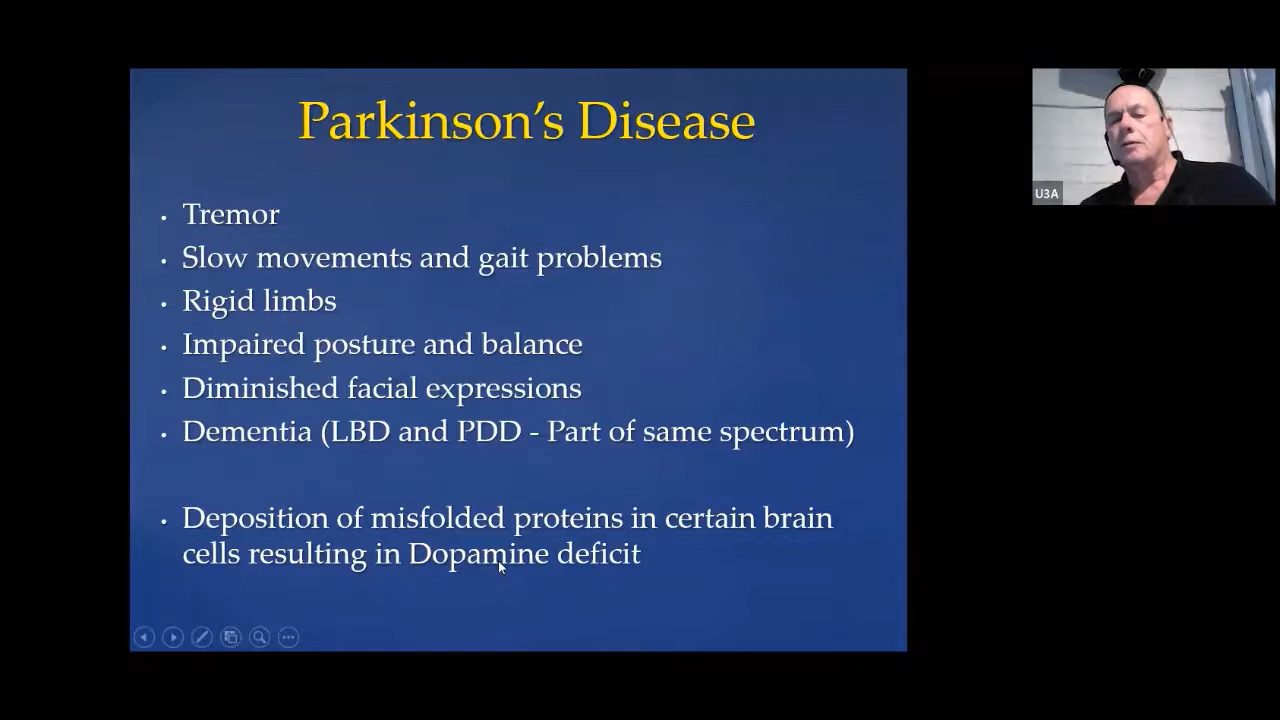 Parkinson’s Disease
• Tremor
• Slow movements and gait problems
• Rigid limbs
• Impaired posture and balance
• Diminished facial expressions
• Dementia (LBD and PDD - Part of same spectrum)
• Deposition of misfolded proteins in certain brain
cells resulting in Dopamine deficit
U3A